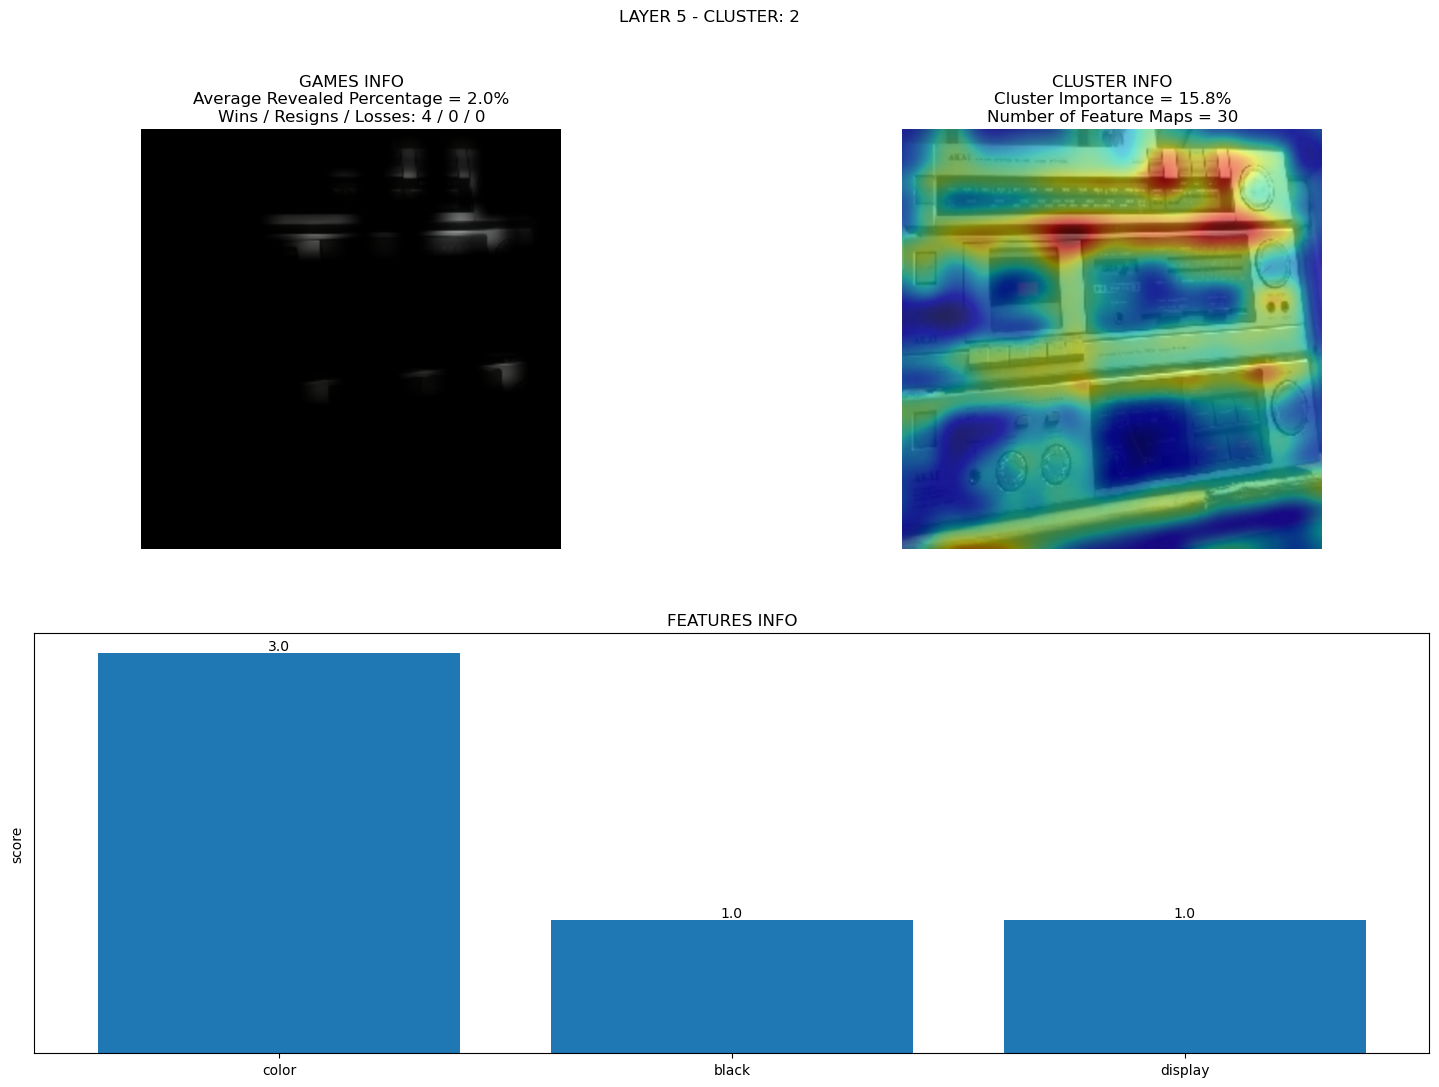 LAYER 5 - CLUSTER: 2
GAMES INFO
Average Revealed Percentage = 2.0%
Wins / Resigns / Losses: 4 / 0 / 0
CLUSTER INFO
Cluster Importance = 15.8%
Number of Feature Maps = 30
AKAI
FEATURES INFO
score
3.0
1.0
1.0
color
black
display